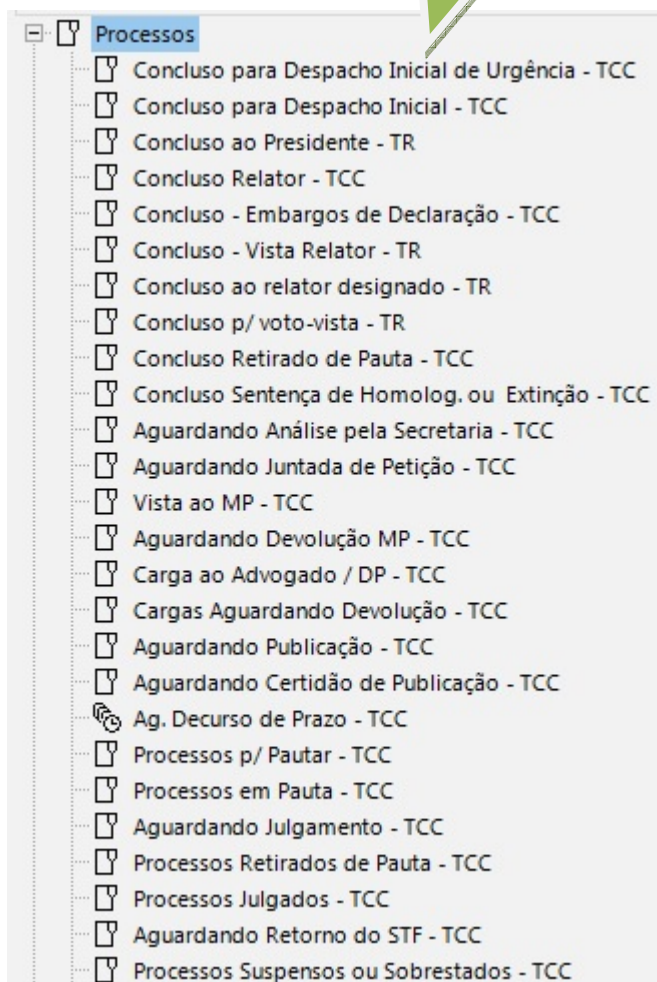 Processos
Concluso para Despacho Inicial de Urgência - TCC
Concluso para Despacho Inicial - TCC
Concluso ao Presidente - TR
Concluso Relator - TCC
Concluso - Embargos de Declaração - TCC
Concluso - Vista Relator - TR
Concluso ao relator designado - TR
Concluso p/ voto-vista - TR
Concluso Retirado de Pauta - TCC
Concluso Sentença de Homolog. ou Extinção - TCC
Aguardando Análise pela Secretaria - TCC
Aguardando Juntada de Petição - TCC
Vista ao MP - TCC
Aguardando Devolução MP - TCC
Carga ao Advogado / DP - TCC
Cargas Aguardando Devolução - TCC
Aguardando Publicação - TCC
Aguardando Certidão de Publicação - TCC
Ag. Decurso de Prazo - TCC
Processos p/ Pautar - TCC
Processos em Pauta - TCC
Aguardando Julgamento - TCC
Processos Retirados de Pauta - TCC
Processos Julgados - TCC
Aguardando Retorno do STF - TCC
Processos Suspensos ou Sobrestados - TCC